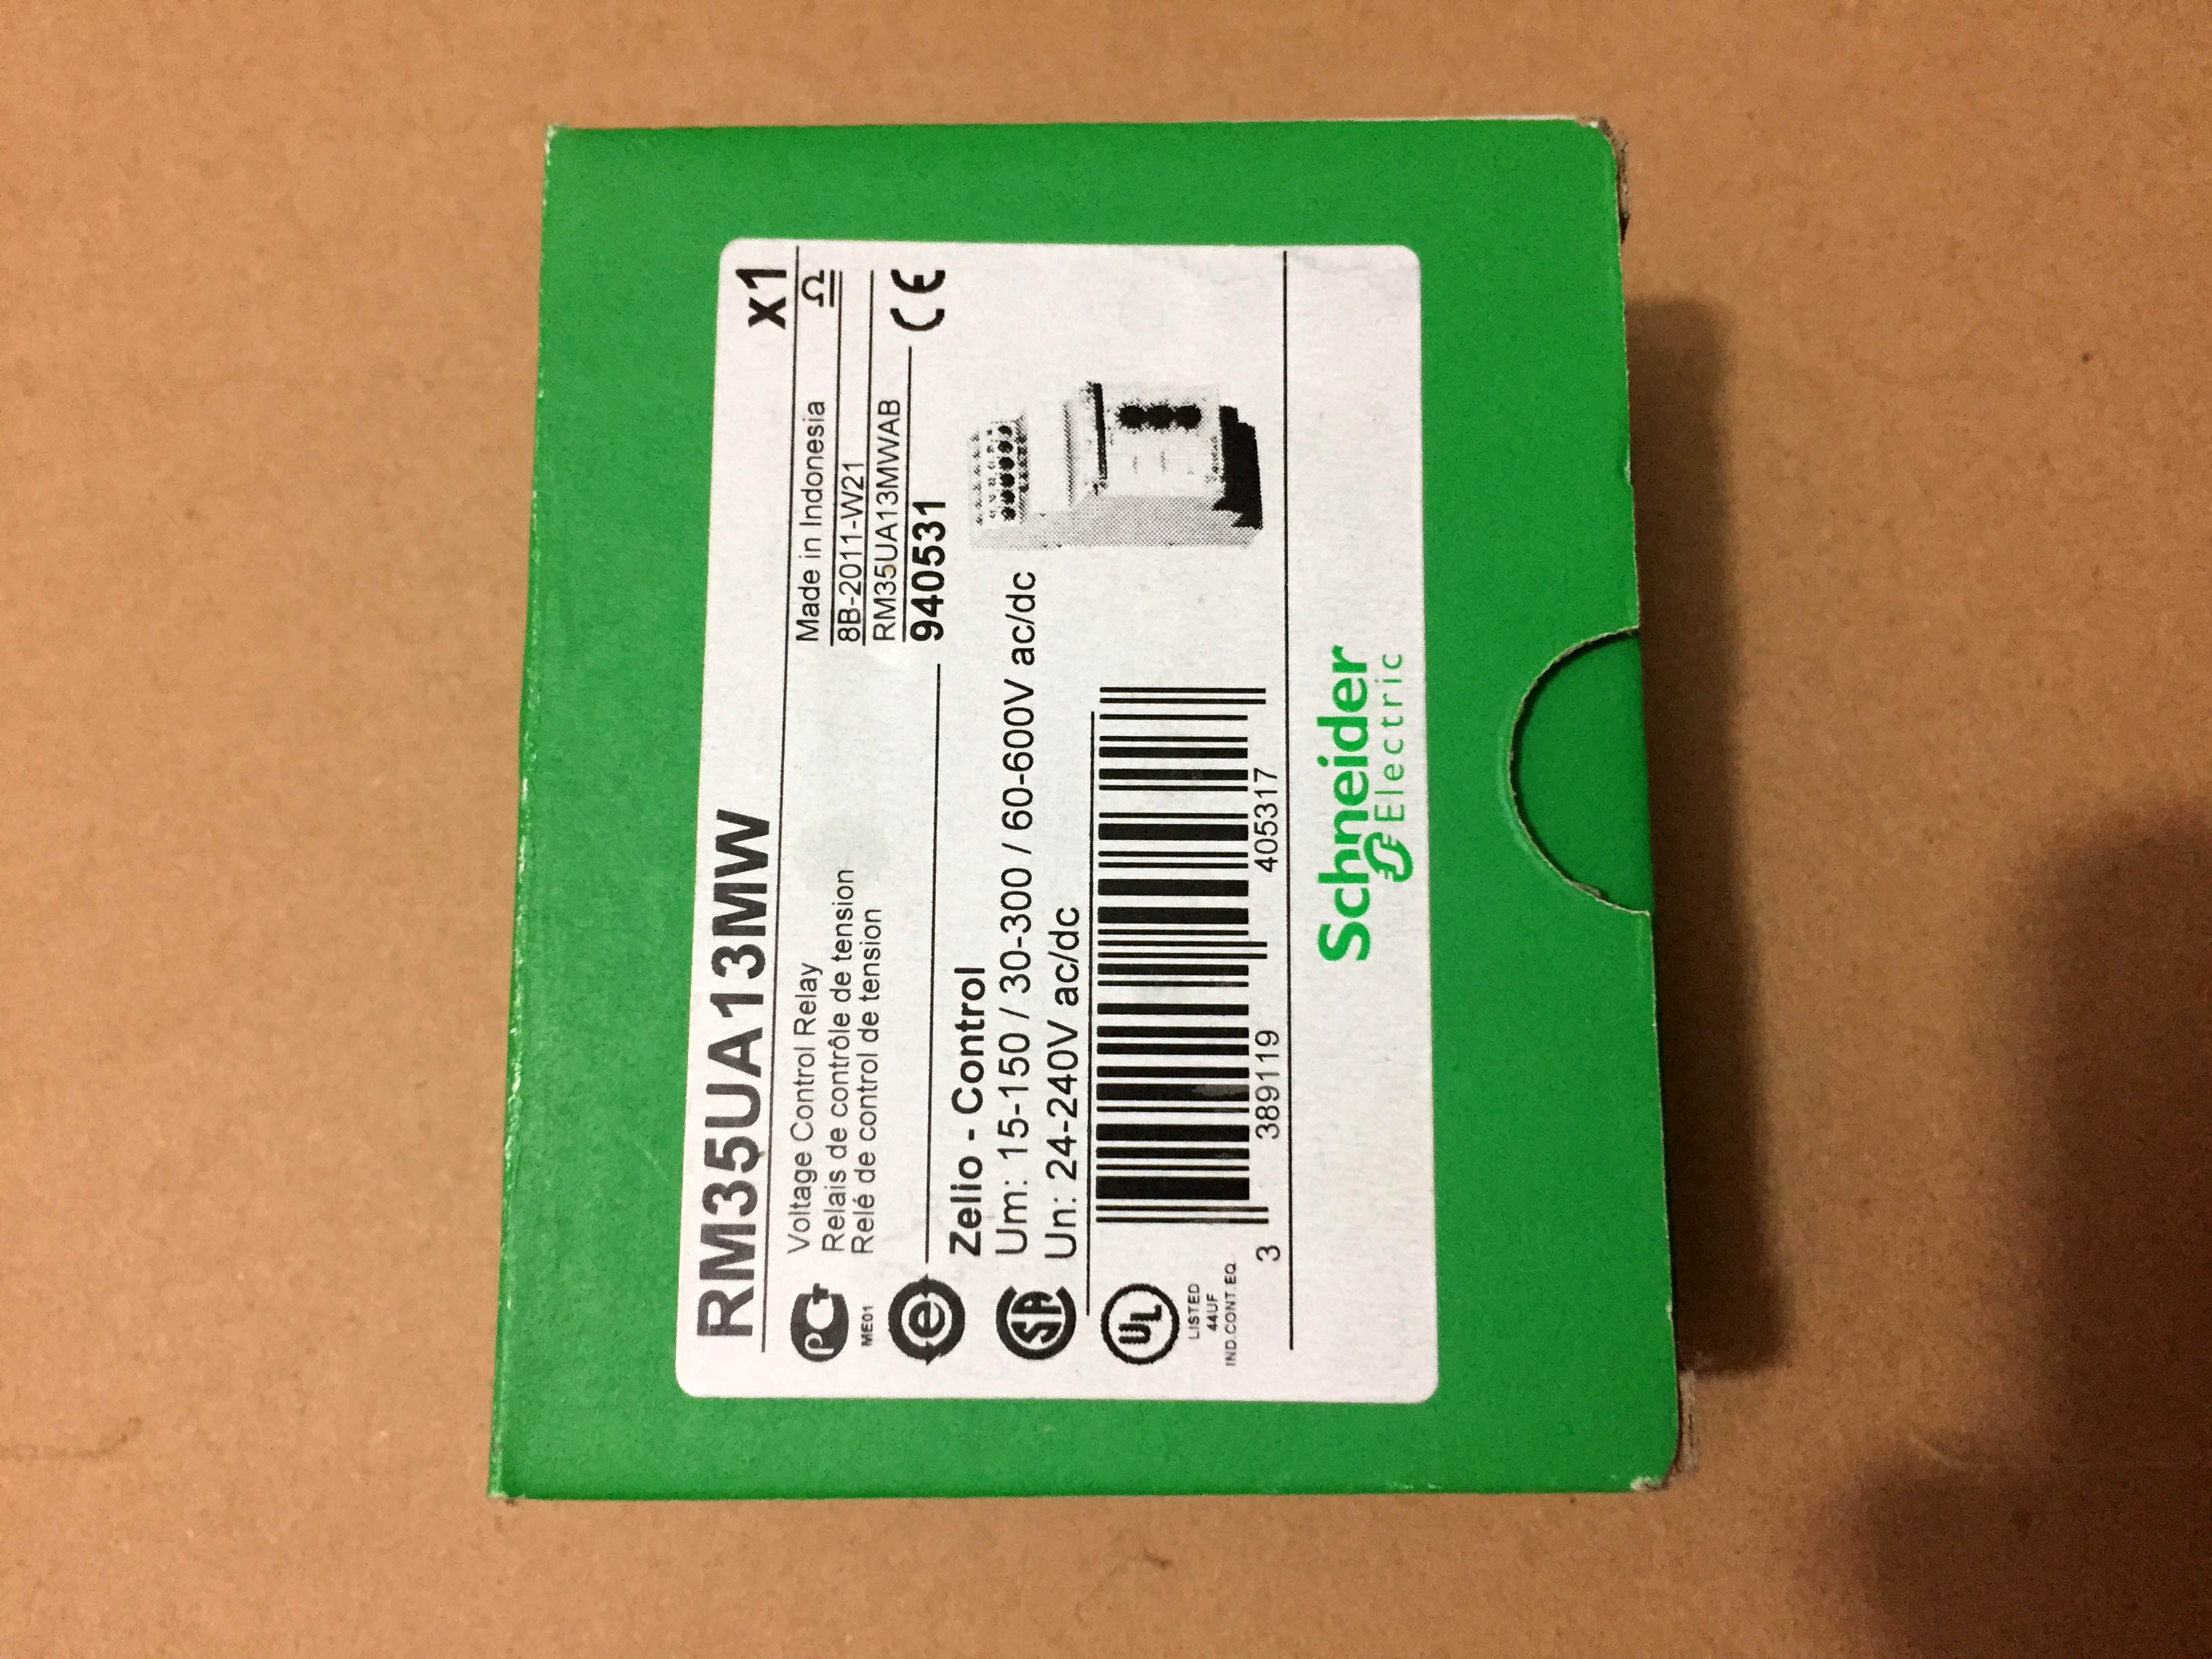 RM35UA13MW x1
Voltage Control Relay
Relais de contrôle de tension
Relé de control de tension
Made in Indonesia
8B-2011-W21
RM35UA13MWAB
940531
CE
ME01
Zelio - Control
Um: 15-150 / 30-300 / 60-600V ac/dc
Un: 24-240V ac/dc
UL
LISTED
44UF
IND.CONT.EQ.
3 389119 405317
Schneider
Electric